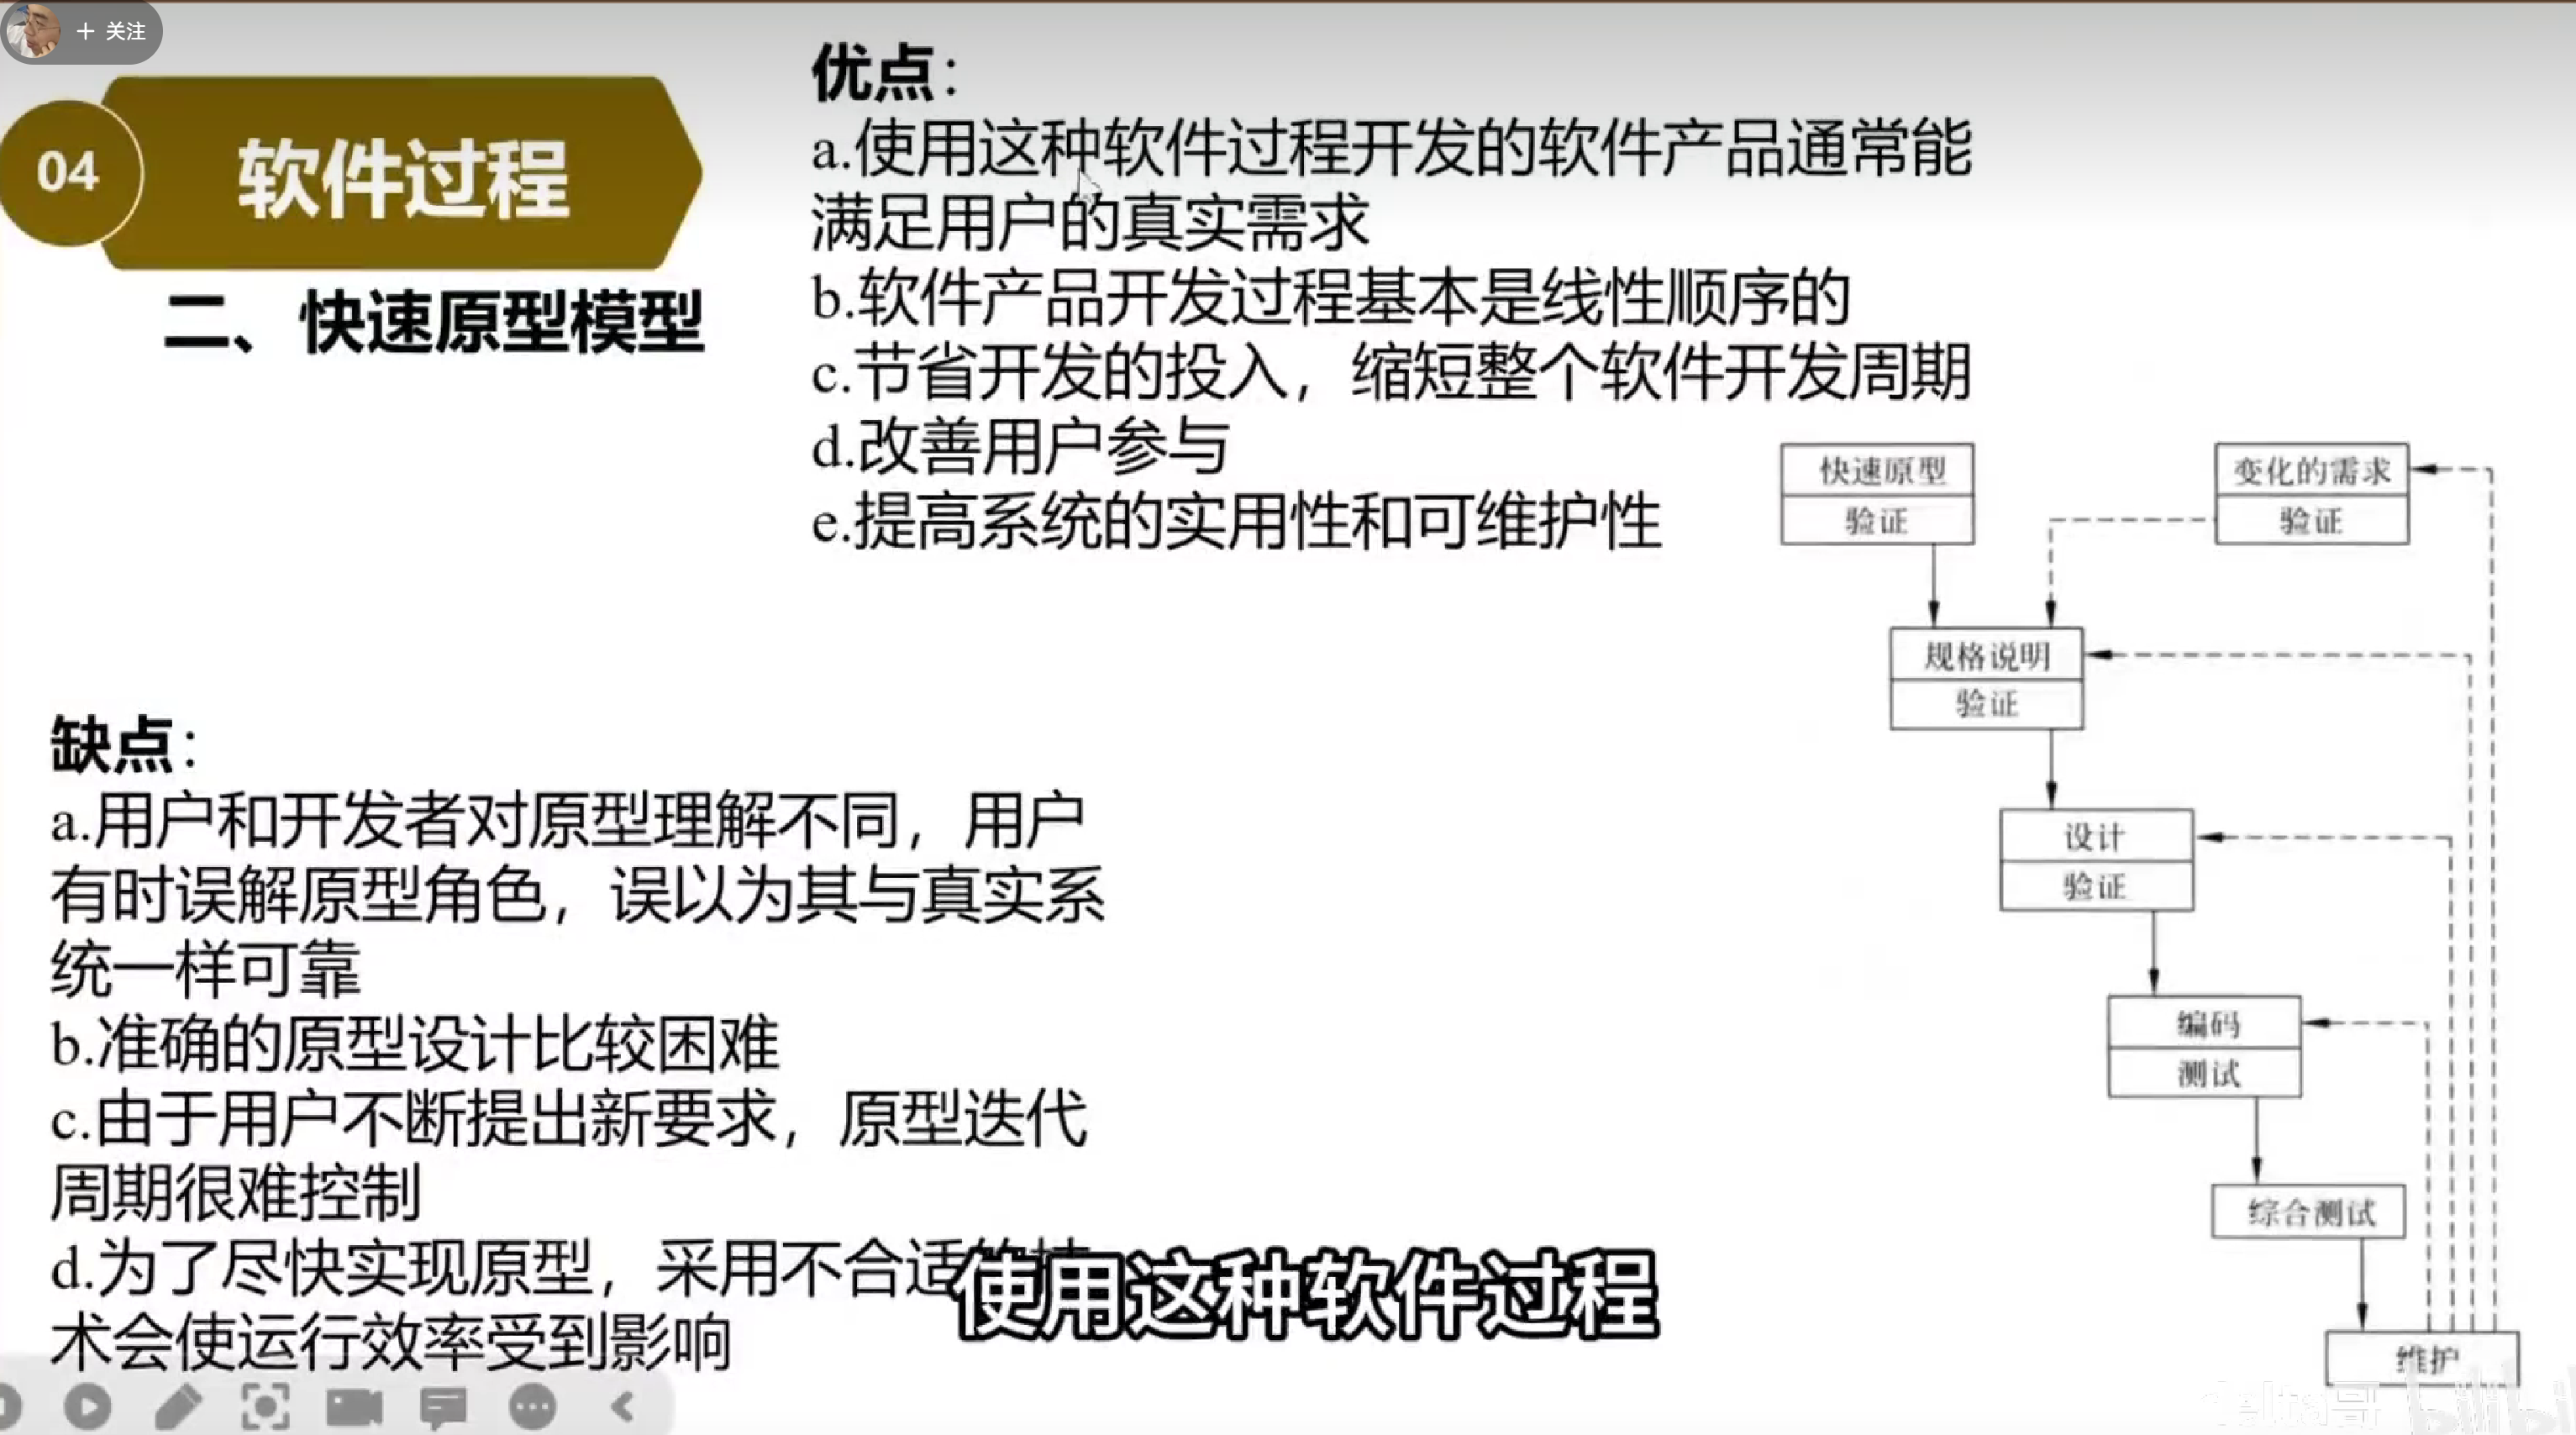 + 关注
04
软件过程
二、快速原型模型
优点：
a.使用这种软件过程开发的软件产品通常能
满足用户的真实需求
b.软件产品开发过程基本是线性顺序的
c.节省开发的投入，缩短整个软件开发周期
d.改善用户参与
e.提高系统的实用性和可维护性
缺点：
a.用户和开发者对原型理解不同，用户
有时误解原型角色，误以为其与真实系
统一样可靠
b.准确的原型设计比较困难
c.由于用户不断提出新要求，原型迭代
周期很难控制
d.为了尽快实现原型，采用不合适
术会使运行效率受到影响
快速原型
验证
变化的需求
验证
规格说明
验证
设计
验证
编码
测试
综合测试
维护
使用这种软件过程